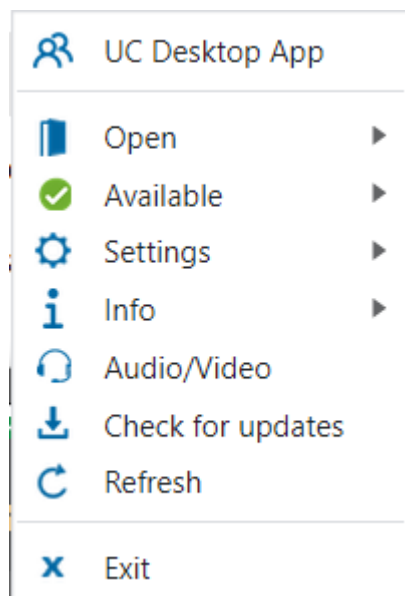 UC Desktop App
Open
Available
Settings
Info
Audio/Video
Check for updates
Refresh
Exit